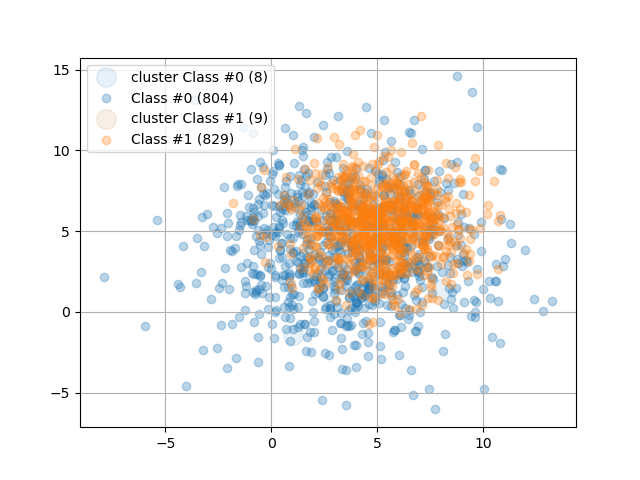 15
10
5
0
−5
−5
0
5
10
cluster Class #0 (8)
Class #0 (804)
cluster Class #1 (9)
Class #1 (829)